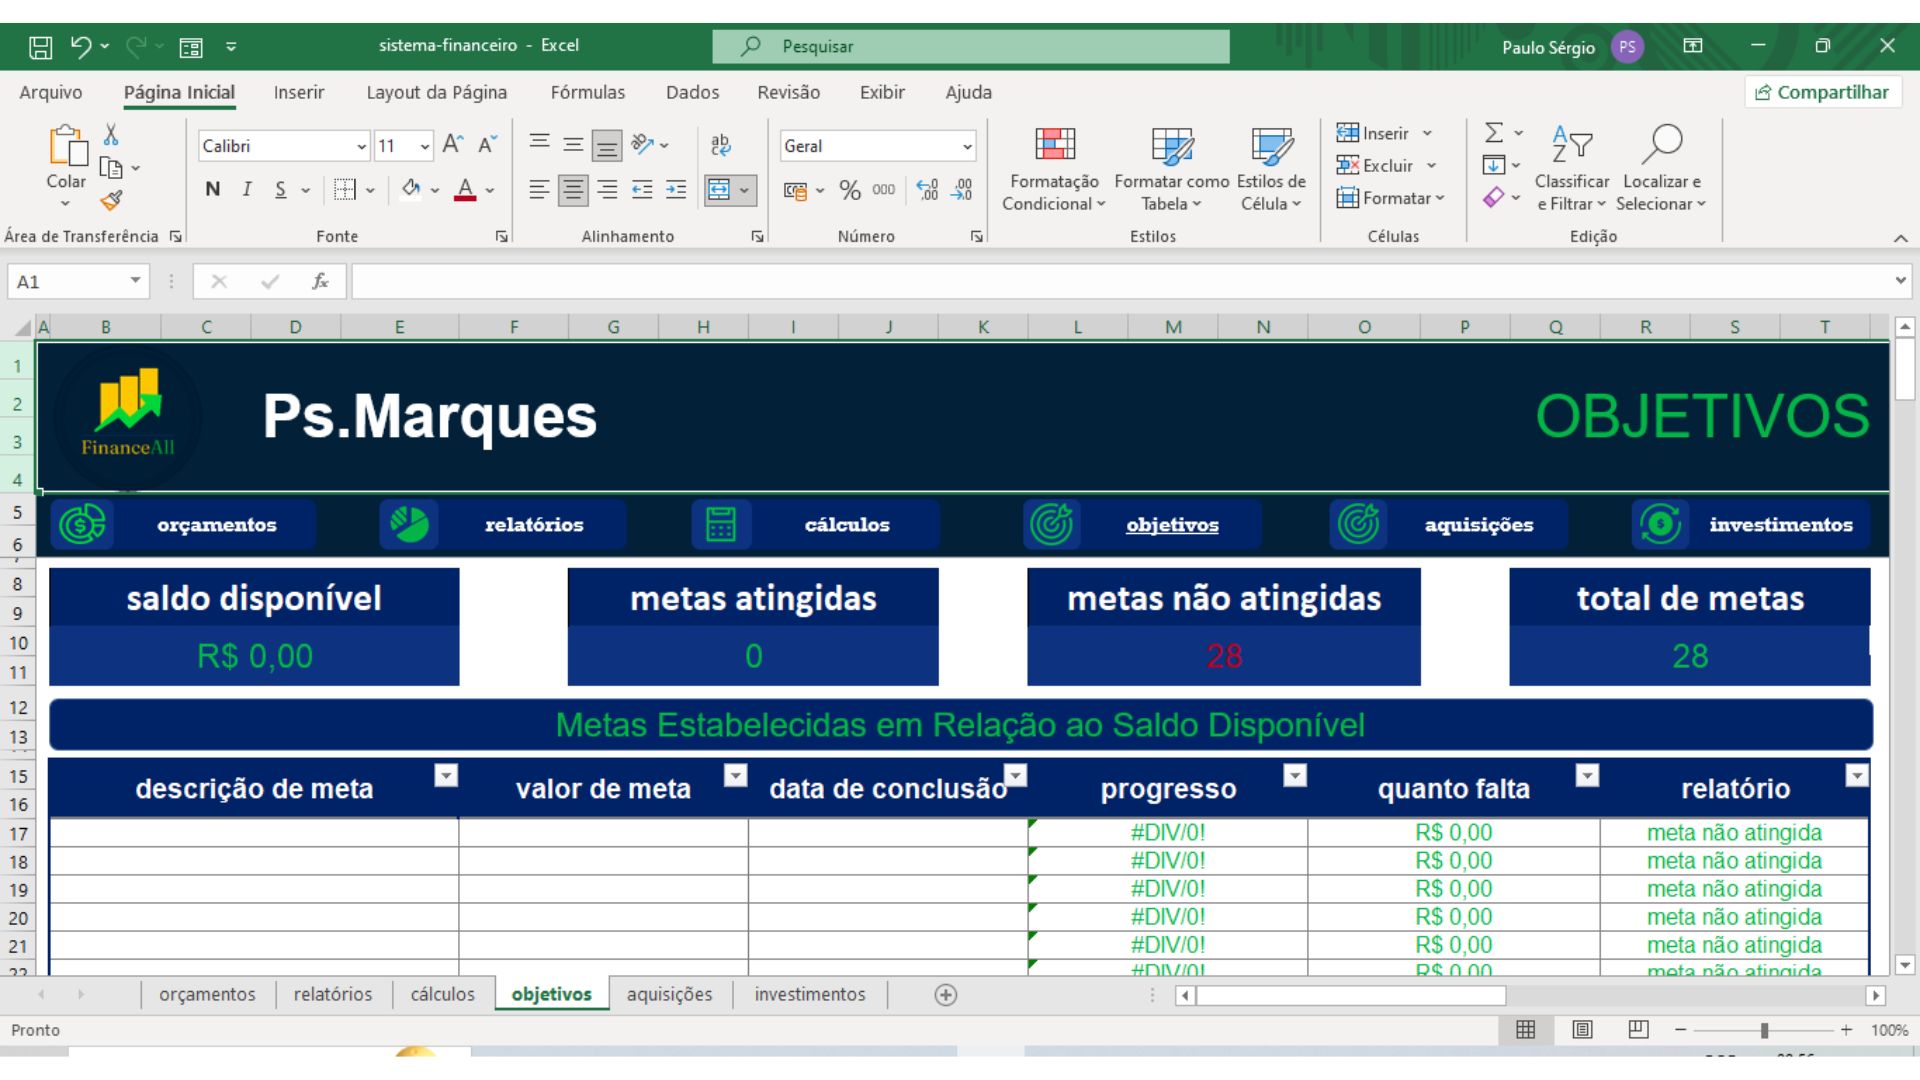 sistema-financeiro - Excel
Pesquisar
Paulo Sérgio PS
Arquivo Página Inicial Inserir Layout da Página Fórmulas Dados Revisão Exibir Ajuda Compartilhar
Colar
Área de Transferência
Calibri 11
N I S
Fonte
ab
Alinhamento
Geral
% 000
Número
Formatação Condicional
Formatar como Tabela
Estilos de Célula
Estilos
Inserir
Excluir
Formatar
Células
Classificar e Filtrar
Localizar e Selecionar
Edição
A1 fx
A B C D E F G H I J K L M N O P Q R S T
1
2
3
4
FinanceAll
Ps.Marques
OBJETIVOS
5
6
orçamentos relatórios cálculos objetivos aquisições investimentos
8
9
saldo disponível metas atingidas metas não atingidas total de metas
10
11
R$ 0,00 0 28 28
12
13
Metas Estabelecidas em Relação ao Saldo Disponível
15
16
descrição de meta valor de meta data de conclusão progresso quanto falta relatório
17 #DIV/0! R$ 0,00 meta não atingida
18 #DIV/0! R$ 0,00 meta não atingida
19 #DIV/0! R$ 0,00 meta não atingida
20 #DIV/0! R$ 0,00 meta não atingida
21 #DIV/0! R$ 0,00 meta não atingida
22 #DIV/0! R$ 0,00 meta não atingida
orçamentos relatórios cálculos objetivos aquisições investimentos
Pronto
100%